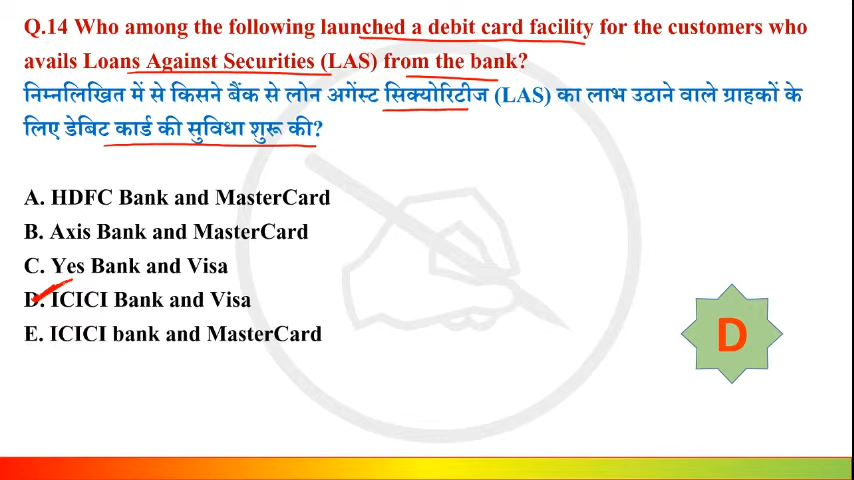 Q.14 Who among the following launched a debit card facility for the customers who
avails Loans Against Securities (LAS) from the bank?
निम्नलिखित में से किसने बैंक से लोन अगेंस्ट सिक्योरिटीज (LAS) का लाभ उठाने वाले ग्राहकों के
लिए डेबिट कार्ड की सुविधा शुरू की?
A. HDFC Bank and MasterCard
B. Axis Bank and MasterCard
C. Yes Bank and Visa
D. ICICI Bank and Visa
E. ICICI bank and MasterCard
D